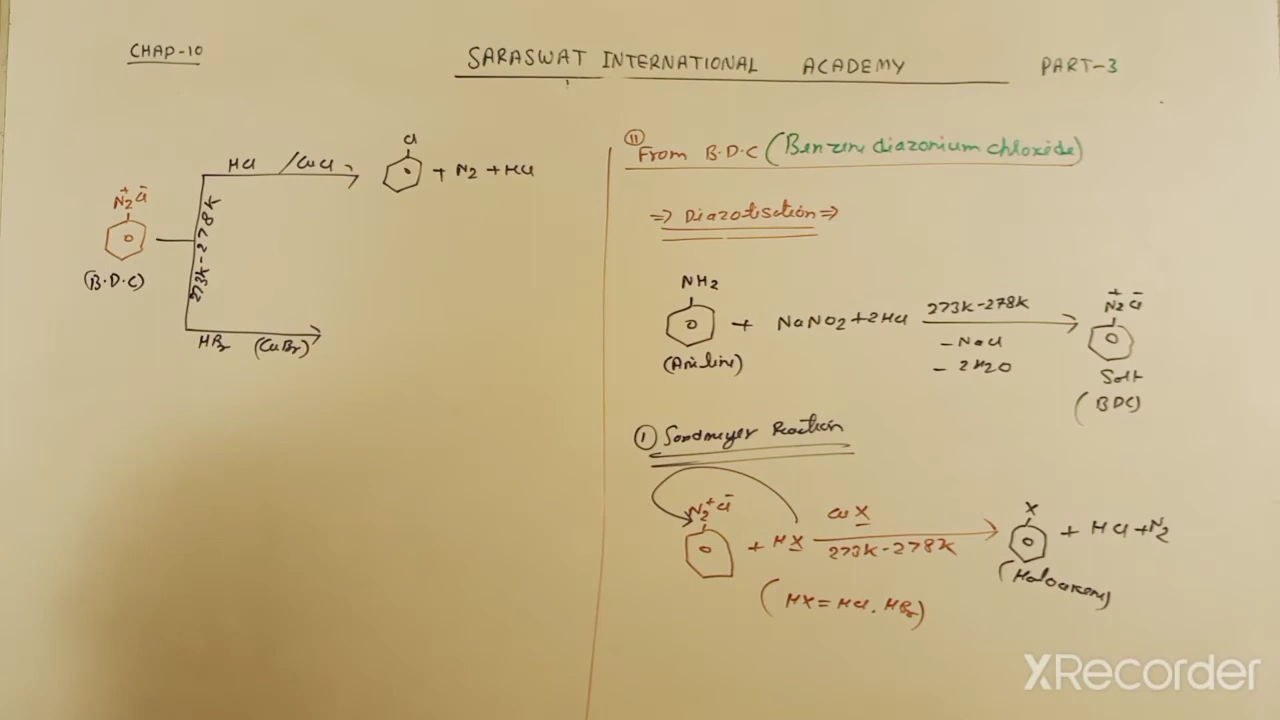 CHAP-10
SARASWAT INTERNATIONAL ACADEMY
PART-3
HCl /CuCl
Cl
+ N2 + HCl
N2+ Cl-
(B.D.C)
273K-278K
HBr (CuBr)
II
From B.D.C (Benzene diazonium chloride)
=> Diazotisation =>
NH2
+ NaNO2+2HCl
273K-278K
-NaCl
- 2H2O
(Aniline)
N2+ Cl-
Salt
(BDC)
1 Sandmeyer Reaction
N2+ Cl-
+ HX
CuX
273K-278K
X
+ HCl + N2
(Haloarene)
(HX = HCl, HBr)
XRecorder